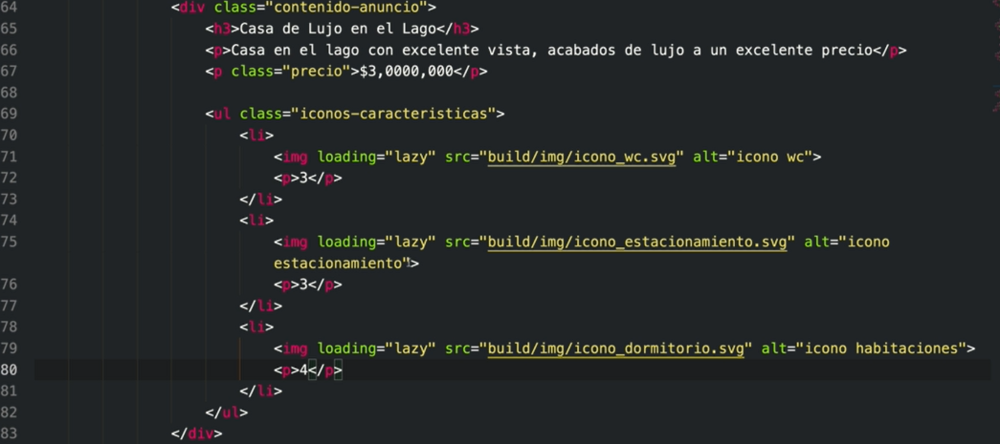 64 <div class="contenido-anuncio">
65 <h3>Casa de Lujo en el Lago</h3>
66 <p>Casa en el lago con excelente vista, acabados de lujo a un excelente precio</p>
67 <p class="precio">$3,0000,000</p>
68
69 <ul class="iconos-caracteristicas">
70 <li>
71 <img loading="lazy" src="build/img/icono_wc.svg" alt="icono wc">
72 <p>3</p>
73 </li>
74 <li>
75 <img loading="lazy" src="build/img/icono_estacionamiento.svg" alt="icono
estacionamiento">
76 <p>3</p>
77 </li>
78 <li>
79 <img loading="lazy" src="build/img/icono_dormitorio.svg" alt="icono habitaciones">
80 <p>4</p>
81 </li>
82 </ul>
83 </div>